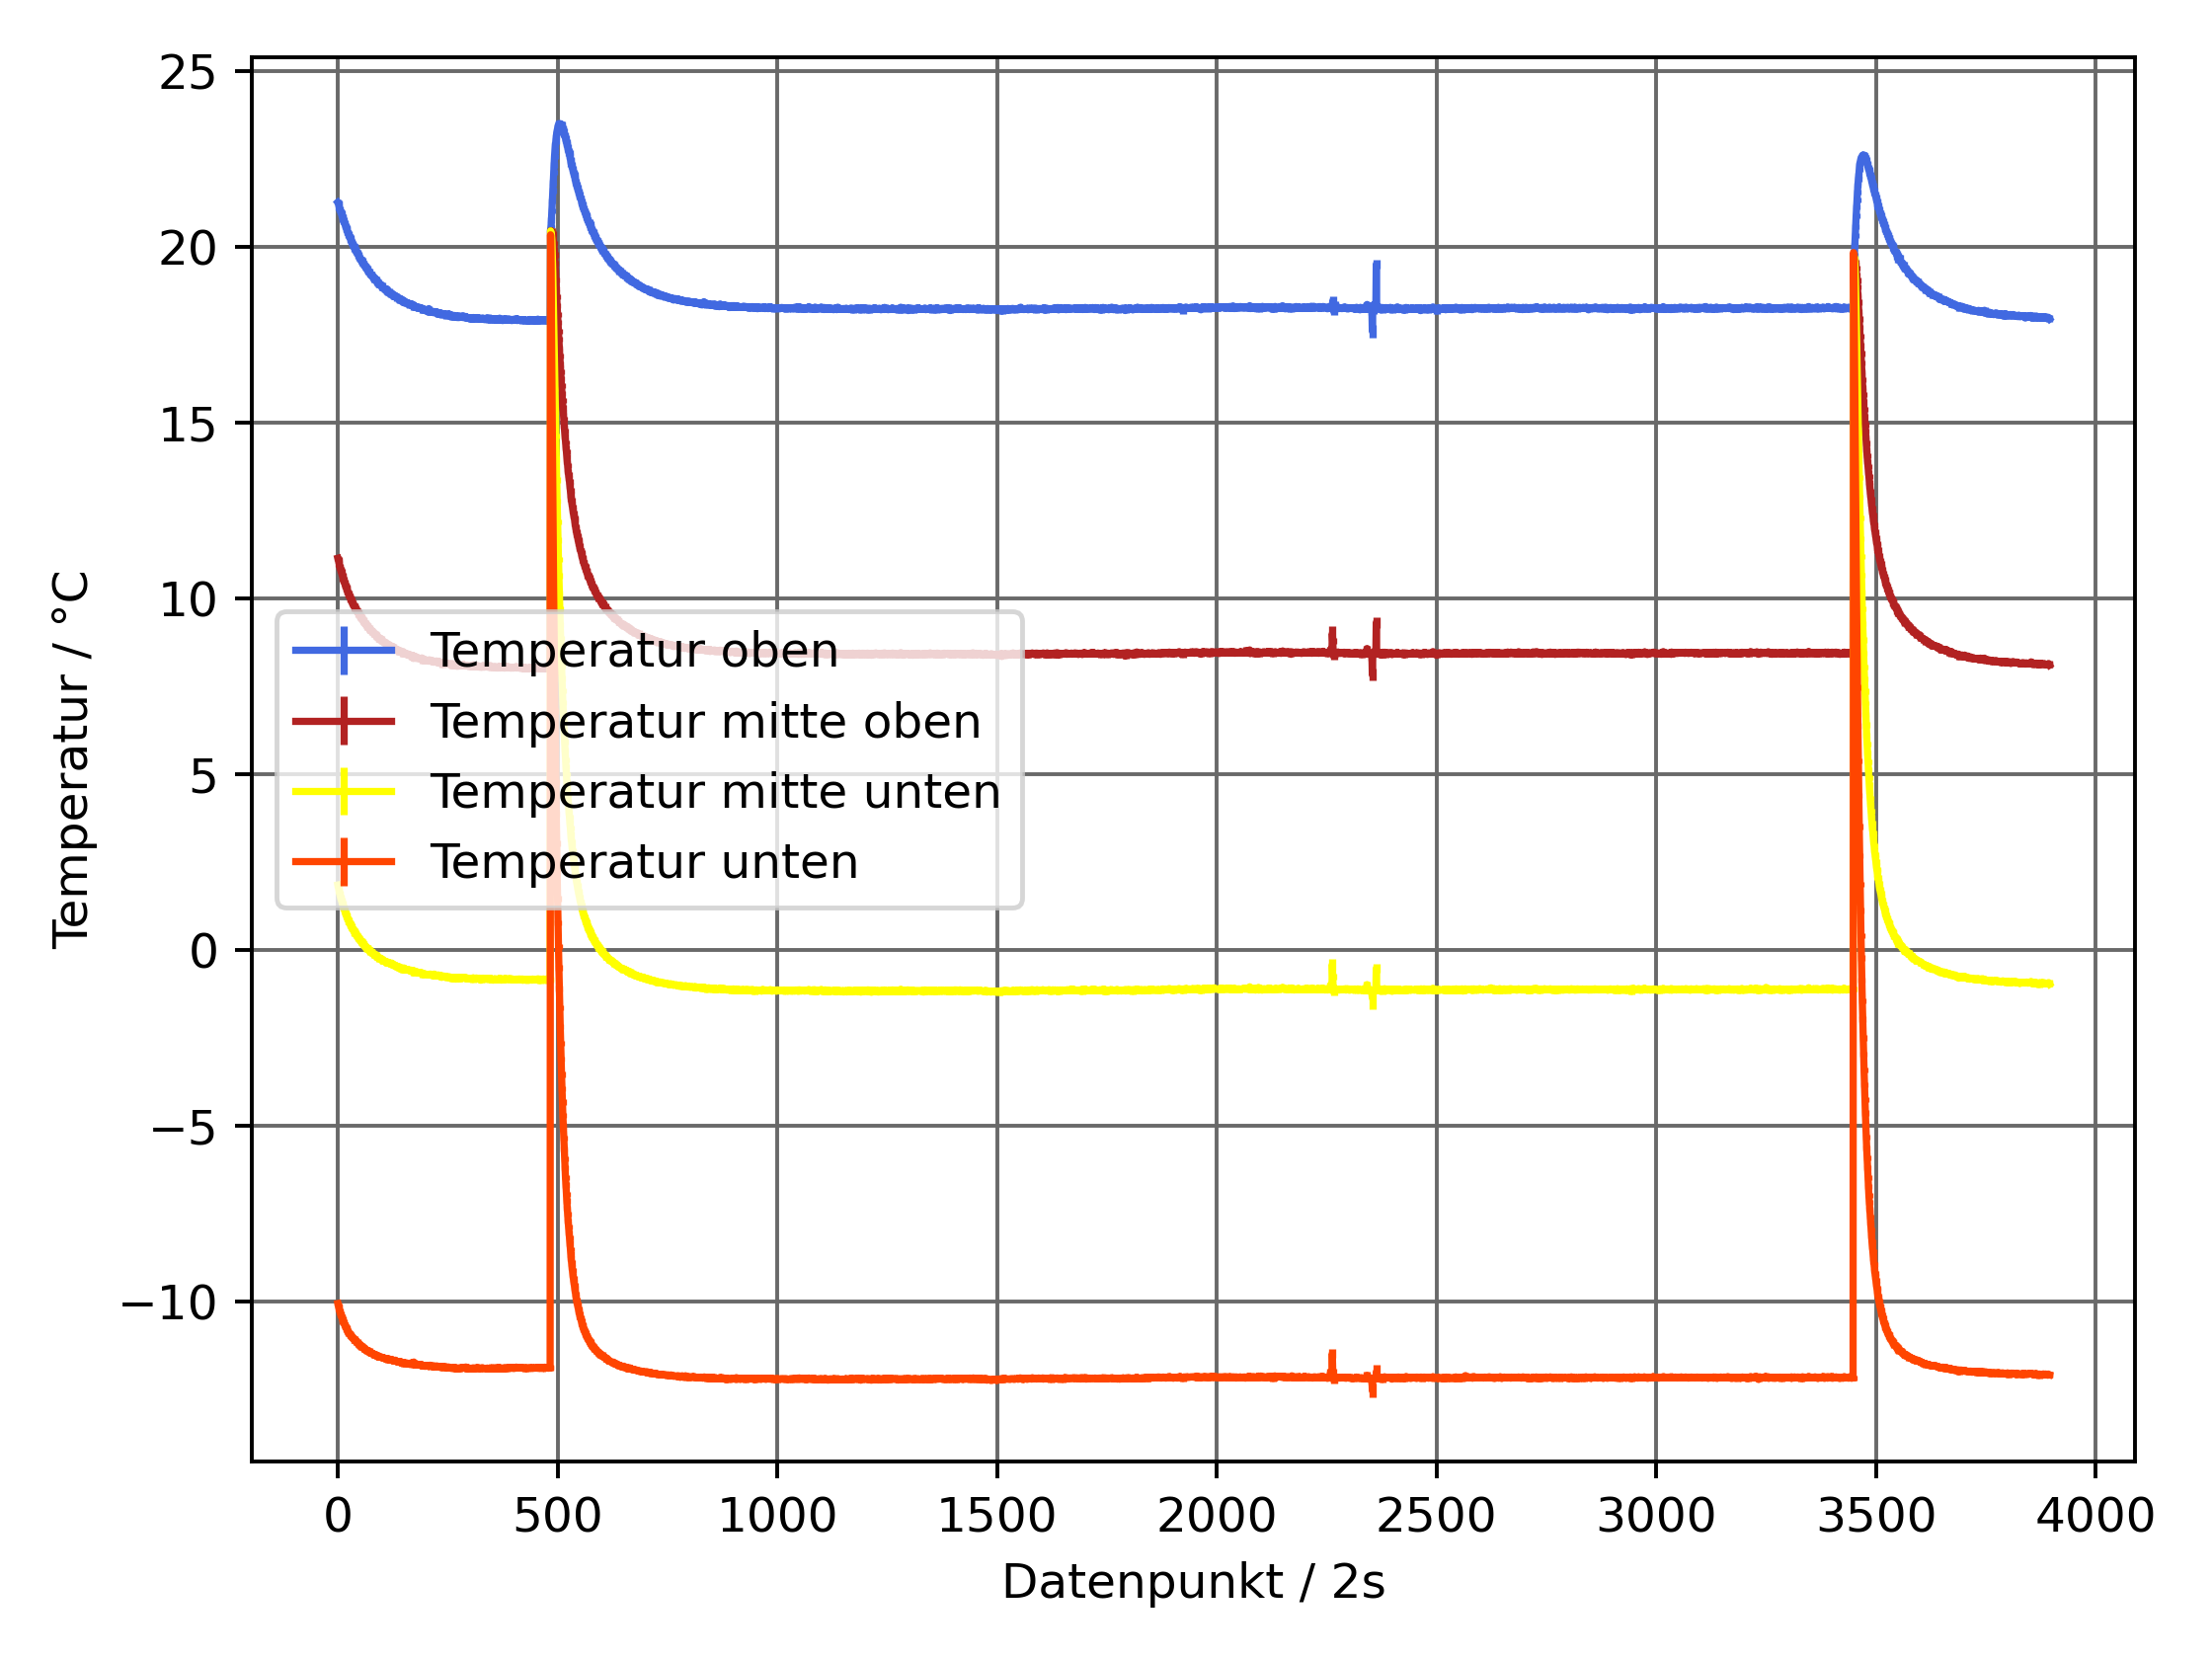 25
20
15
10
5
0
−5
−10
Temperatur / °C
Temperatur oben
Temperatur mitte oben
Temperatur mitte unten
Temperatur unten
0 500 1000 1500 2000 2500 3000 3500 4000
Datenpunkt / 2s